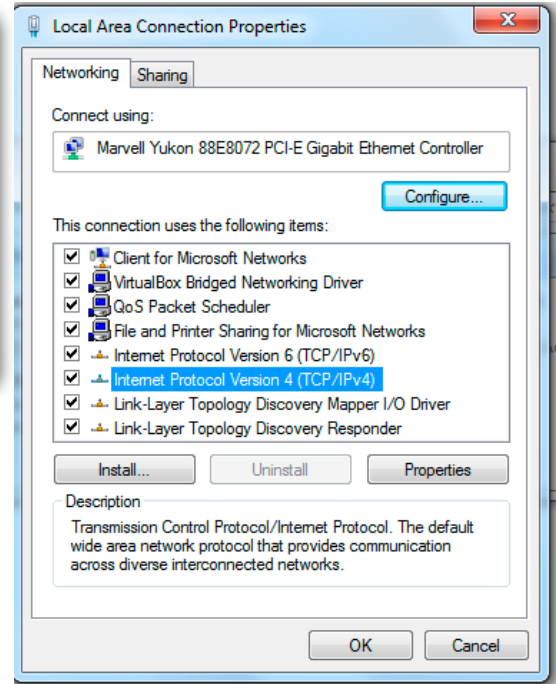 Local Area Connection Properties
Networking
Sharing
Connect using:
Marvell Yukon 88E8072 PCI-E Gigabit Ethernet Controller
Configure...
This connection uses the following items:
Client for Microsoft Networks
VirtualBox Bridged Networking Driver
QoS Packet Scheduler
File and Printer Sharing for Microsoft Networks
Internet Protocol Version 6 (TCP/IPv6)
Internet Protocol Version 4 (TCP/IPv4)
Link-Layer Topology Discovery Mapper I/O Driver
Link-Layer Topology Discovery Responder
Install...
Uninstall
Properties
Description
Transmission Control Protocol/Internet Protocol. The default
wide area network protocol that provides communication
across diverse interconnected networks.
OK
Cancel